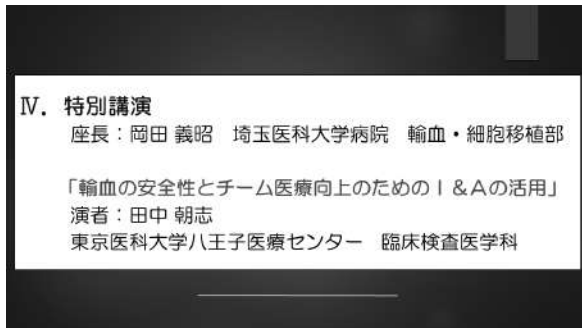 Ⅳ. 特別講演
座長：岡田 義昭　埼玉医科大学病院　輸血・細胞移植部
「輸血の安全性とチーム医療向上のためのI＆Aの活用」
演者：田中 朝志
東京医科大学八王子医療センター　臨床検査医学科